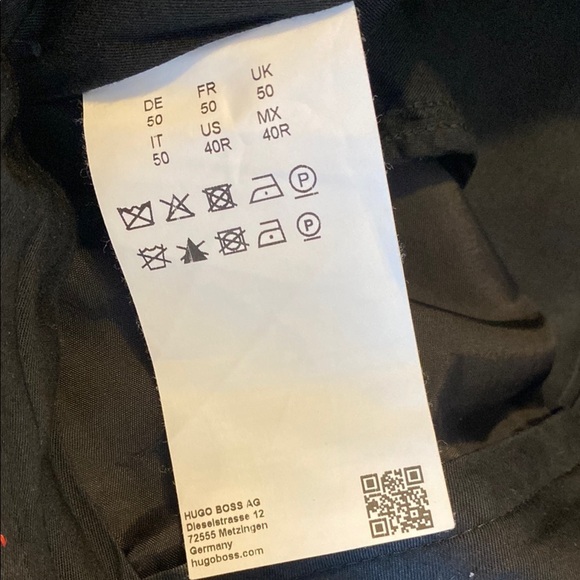 DE FR UK
50 50 50
IT US MX
50 40R 40R
P
P
HUGO BOSS AG
Dieselstrasse 12
72555 Metzingen
Germany
hugoboss.com